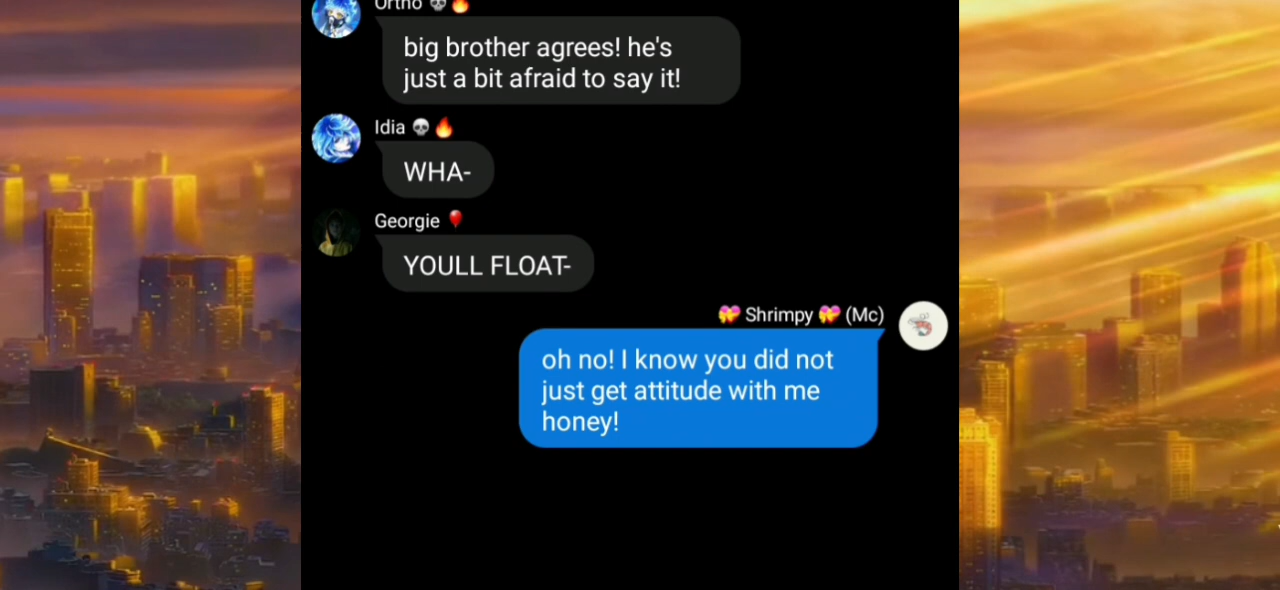 Ortho 💀🔥
big brother agrees! he's
just a bit afraid to say it!
Idia 💀🔥
WHA-
Georgie 🎈
YOULL FLOAT-
💝 Shrimpy 💝 (Mc)
oh no! I know you did not
just get attitude with me
honey!